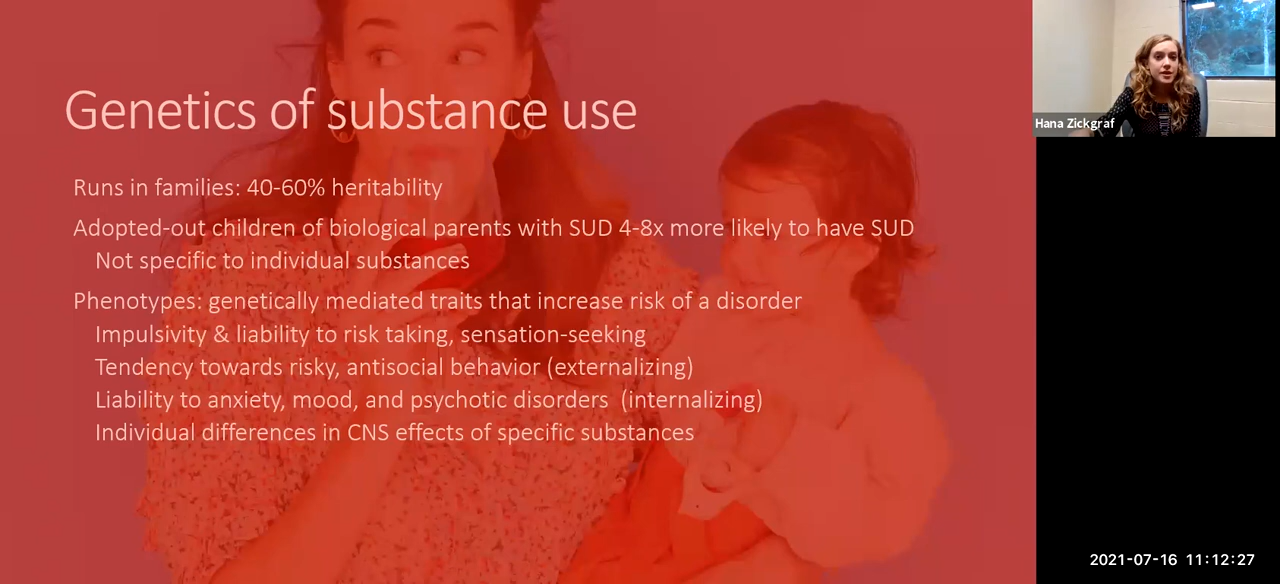 Genetics of substance use
Runs in families: 40-60% heritability
Adopted-out children of biological parents with SUD 4-8x more likely to have SUD
Not specific to individual substances
Phenotypes: genetically mediated traits that increase risk of a disorder
Impulsivity & liability to risk taking, sensation-seeking
Tendency towards risky, antisocial behavior (externalizing)
Liability to anxiety, mood, and psychotic disorders  (internalizing)
Individual differences in CNS effects of specific substances
Hana Zickgraf
2021-07-16 11:12:27